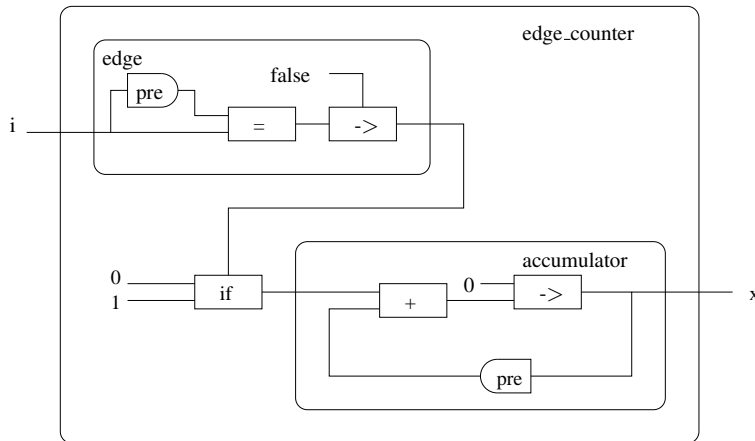 edge_counter
edge
false
pre
i
=
->
0
1
if
accumulator
0
+
->
x
pre